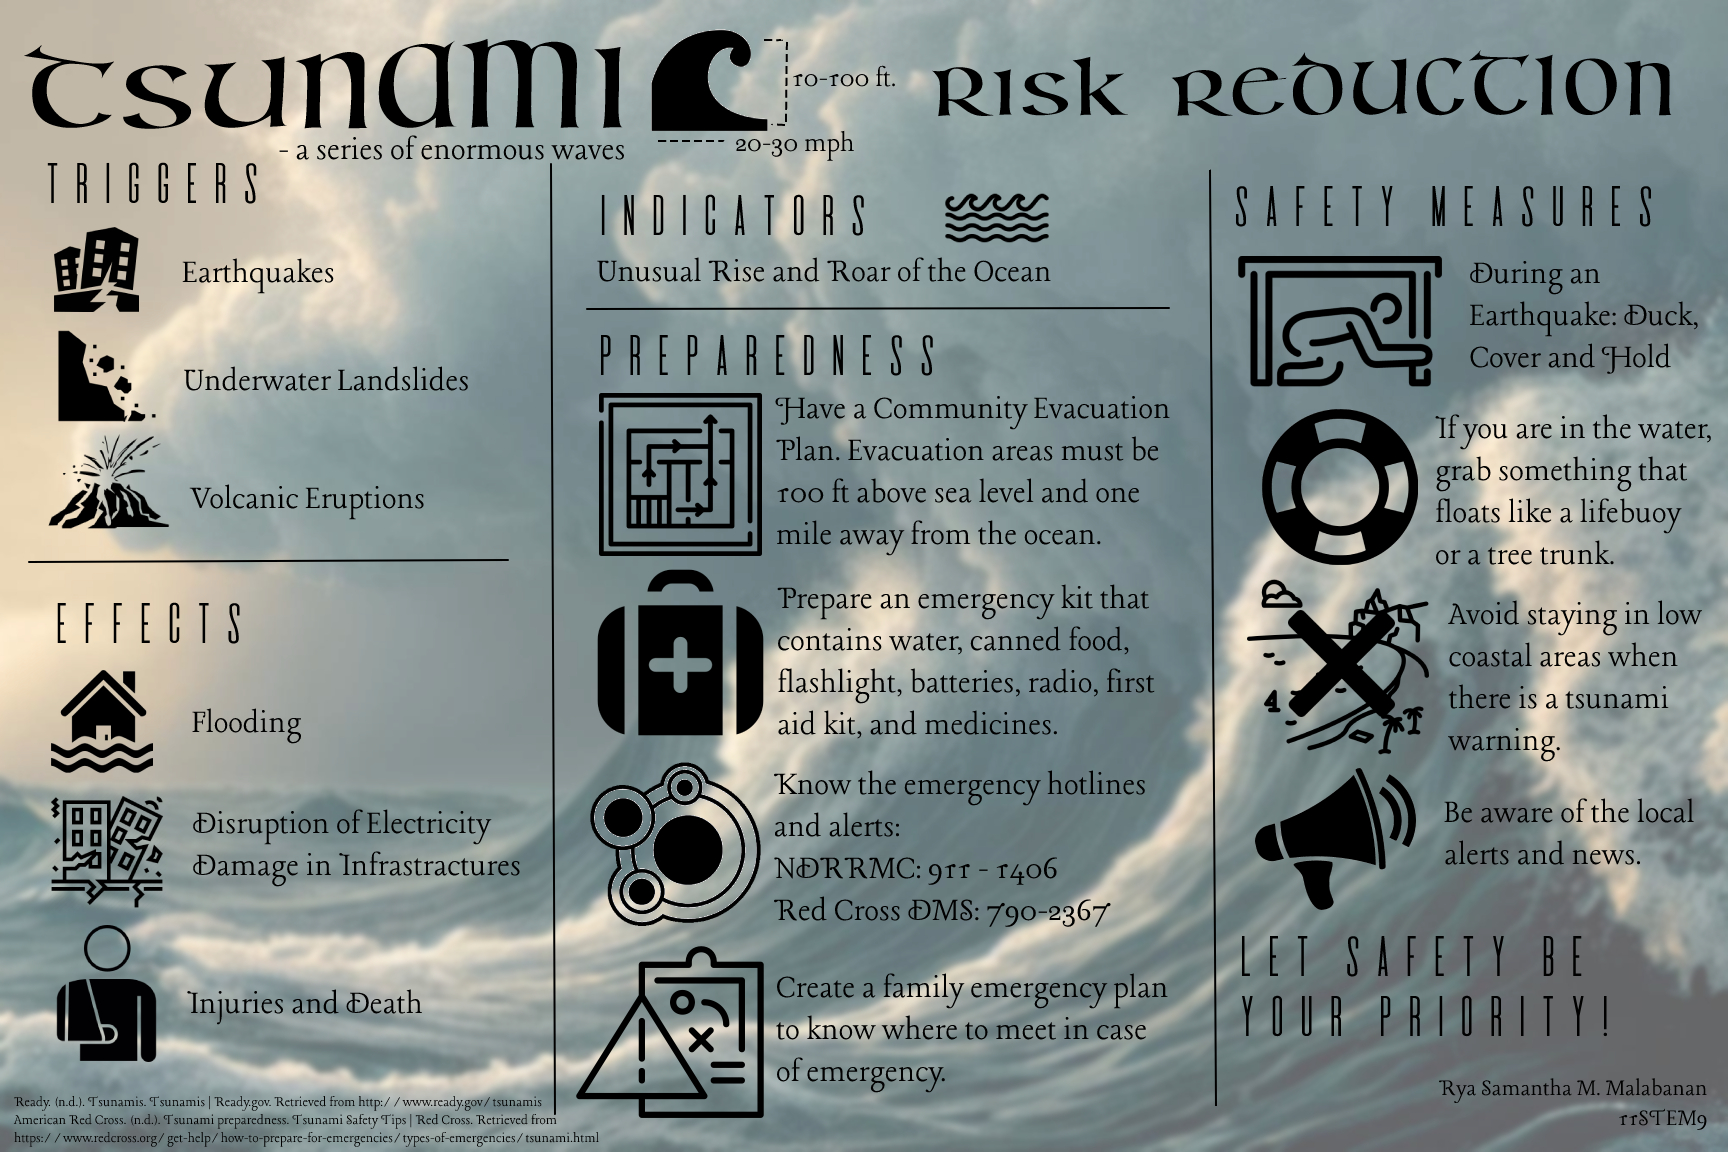 Tsunami
10-100 ft.
20-30 mph
Risk Reduction
- a series of enormous waves
TRIGGERS
Earthquakes
Underwater Landslides
Volcanic Eruptions
EFFECTS
Flooding
Disruption of Electricity
Damage in Infrastractures
Injuries and Death
Ready. (n.d.). Tsunamis. Tsunamis | Ready.gov. Retrieved from http://www.ready.gov/tsunamis
American Red Cross. (n.d.). Tsunami preparedness. Tsunami Safety Tips | Red Cross. Retrieved from
https://www.redcross.org/get-help/how-to-prepare-for-emergencies/types-of-emergencies/tsunami.html
INDICATORS
Unusual Rise and Roar of the Ocean
PREPAREDNESS
Have a Community Evacuation
Plan. Evacuation areas must be
100 ft above sea level and one
mile away from the ocean.
Prepare an emergency kit that
contains water, canned food,
flashlight, batteries, radio, first
aid kit, and medicines.
Know the emergency hotlines
and alerts:
NDRRMC: 911 - 1406
Red Cross DMS: 790-2367
Create a family emergency plan
to know where to meet in case
of emergency.
SAFETY MEASURES
During an
Earthquake: Duck,
Cover and Hold
If you are in the water,
grab something that
floats like a lifebuoy
or a tree trunk.
Avoid staying in low
coastal areas when
there is a tsunami
warning.
Be aware of the local
alerts and news.
LET SAFETY BE
YOUR PRIORITY!
Rya Samantha M. Malabanan
11STEM9